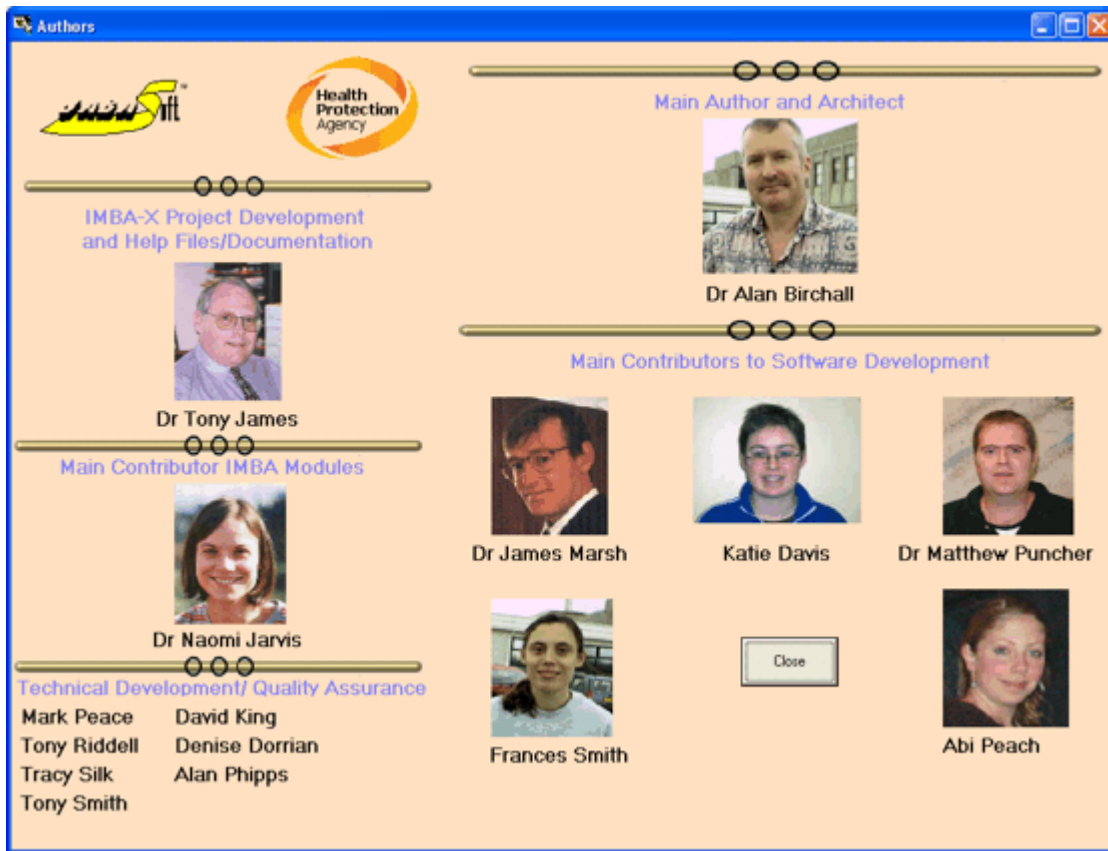 Authors
Health
Protection
Agency
IMBA-X Project Development
and Help Files/Documentation
Dr Tony James
Main Contributor IMBA Modules
Dr Naomi Jarvis
Technical Development/ Quality Assurance
Mark Peace David King
Tony Riddell Denise Dorrian
Tracy Silk Alan Phipps
Tony Smith
Main Author and Architect
Dr Alan Birchall
Main Contributors to Software Development
Dr James Marsh Katie Davis Dr Matthew Puncher
Close
Frances Smith Abi Peach